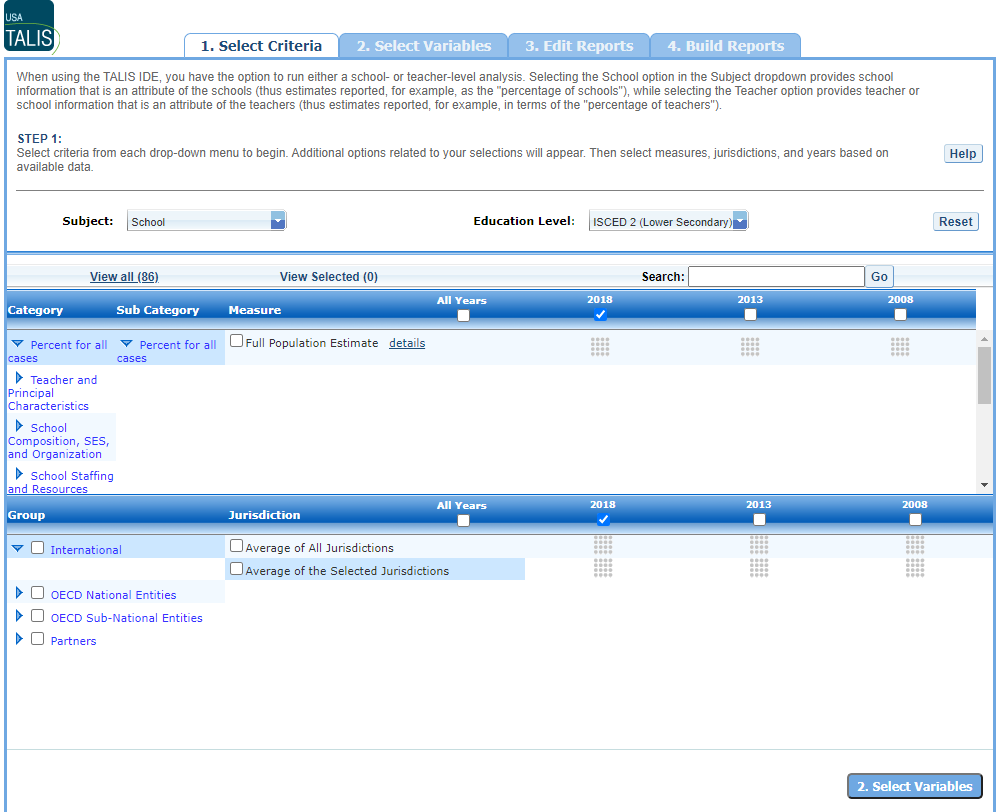 USA
TALIS
1. Select Criteria 2. Select Variables 3. Edit Reports 4. Build Reports
When using the TALIS IDE, you have the option to run either a school- or teacher-level analysis. Selecting the School option in the Subject dropdown provides school
information that is an attribute of the schools (thus estimates reported, for example, as the "percentage of schools"), while selecting the Teacher option provides teacher or
school information that is an attribute of the teachers (thus estimates reported, for example, in terms of the "percentage of teachers").
STEP 1:
Select criteria from each drop-down menu to begin. Additional options related to your selections will appear. Then select measures, jurisdictions, and years based on
available data.
Help
Subject: School Education Level: ISCED 2 (Lower Secondary) Reset
View all (86) View Selected (0) Search: Go
Category Sub Category Measure All Years 2018 2013 2008
Percent for all
cases
Percent for all
cases
Full Population Estimate details
Teacher and
Principal
Characteristics
School
Composition, SES,
and Organization
School Staffing
and Resources
Group Jurisdiction All Years 2018 2013 2008
International Average of All Jurisdictions
Average of the Selected Jurisdictions
OECD National Entities
OECD Sub-National Entities
Partners
2. Select Variables